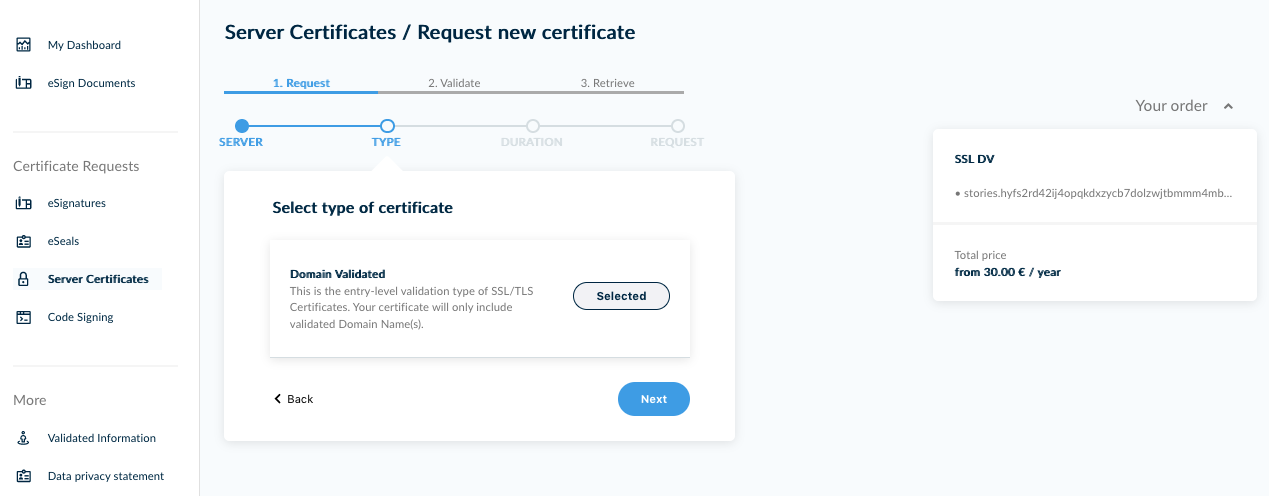 My Dashboard
eSign Documents
Certificate Requests
eSignatures
eSeals
Server Certificates
Code Signing
More
Validated Information
Data privacy statement
Server Certificates / Request new certificate
1. Request
2. Validate
3. Retrieve
SERVER
TYPE
DURATION
REQUEST
Select type of certificate
Domain Validated
This is the entry-level validation type of SSL/TLS
Certificates. Your certificate will only include
validated Domain Name(s).
Selected
Back
Next
Your order
SSL DV
• stories.hyfs2rd42ij4opqkdxzycb7dolzwjtbmmm4mb...
Total price
from 30.00 € / year